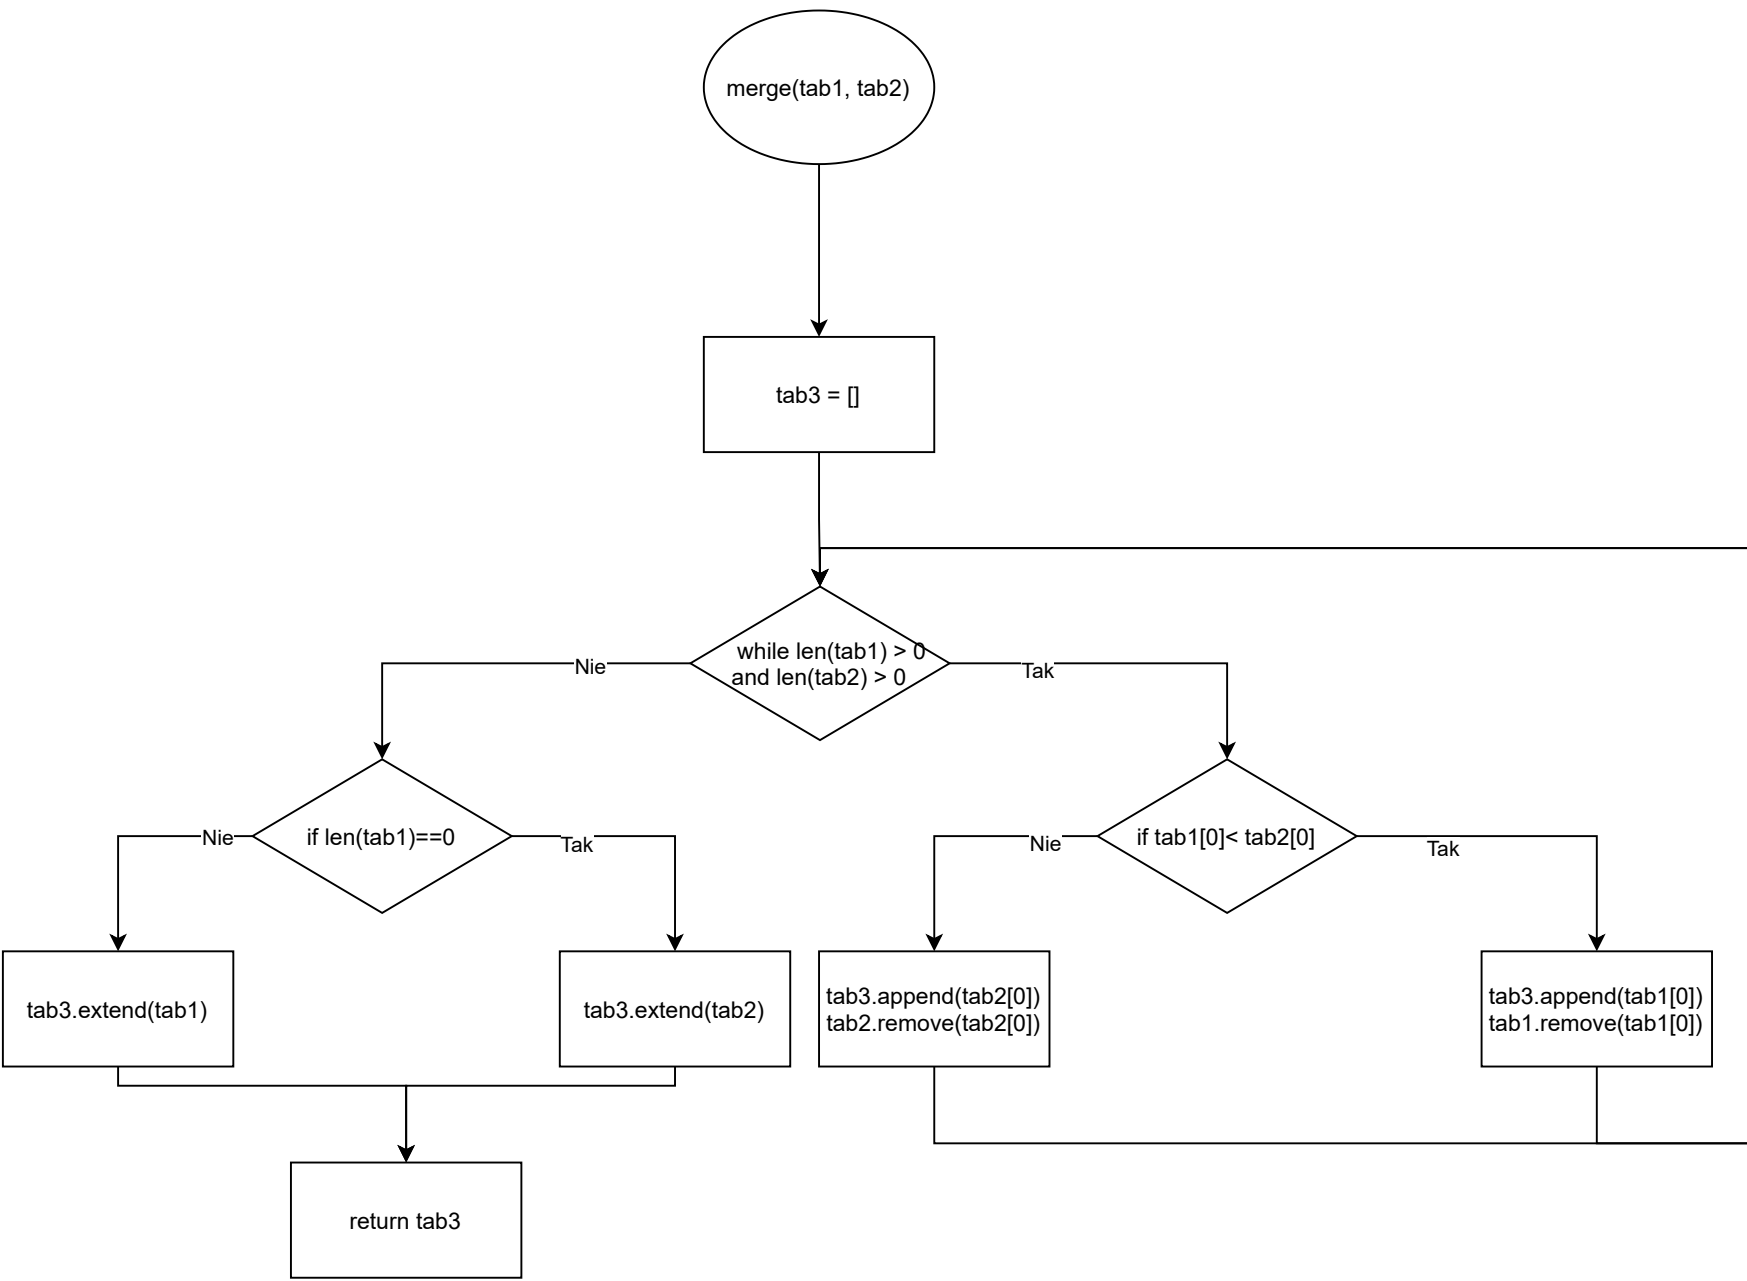 merge(tab1, tab2)
tab3 = []
while len(tab1) > 0
and len(tab2) > 0
Nie
Tak
if len(tab1)==0
Nie
Tak
if tab1[0]< tab2[0]
Nie
Tak
tab3.extend(tab1)
tab3.extend(tab2)
tab3.append(tab2[0])
tab2.remove(tab2[0])
tab3.append(tab1[0])
tab1.remove(tab1[0])
return tab3